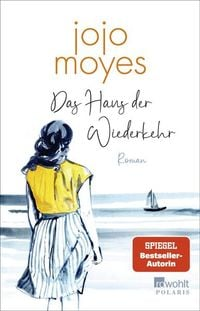 jojo
moyes
Das Haus der
Wiederkehr
Roman
SPIEGEL
Bestseller-
Autorin
rowohlt
POLARIS